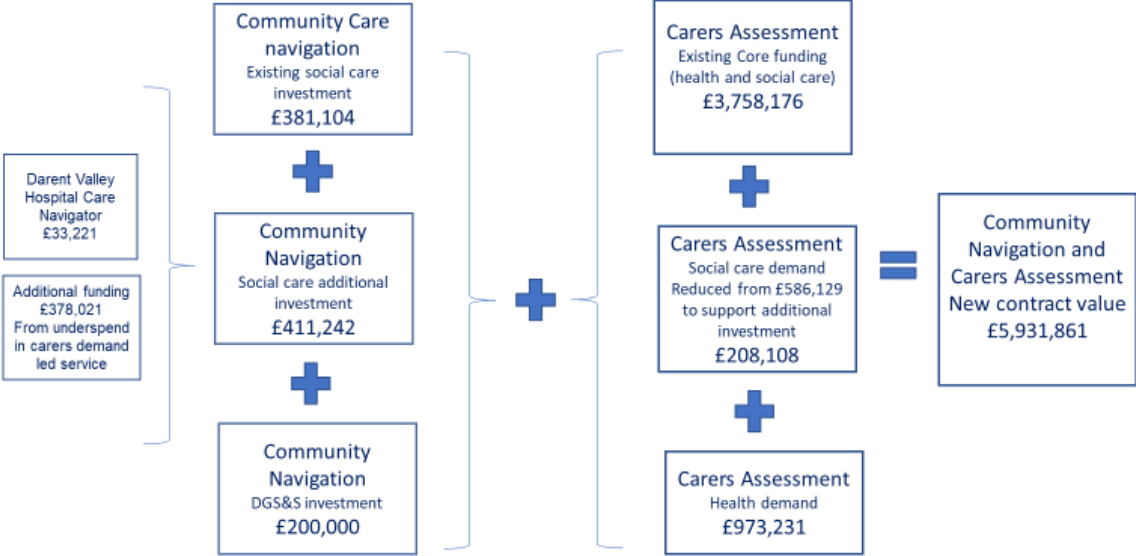 Darent Valley
Hospital Care
Navigator
£33,221
Additional funding
£378,021
From underspend
in carers demand
led service
Community Care
navigation
Existing social care
investment
£381,104
Community
Navigation
Social care additional
investment
£411,242
Community
Navigation
DGS&S investment
£200,000
Carers Assessment
Existing Core funding
(health and social care)
£3,758,176
Carers Assessment
Social care demand
Reduced from £586,129
to support additional
investment
£208,108
Carers Assessment
Health demand
£973,231
Community
Navigation and
Carers Assessment
New contract value
£5,931,861